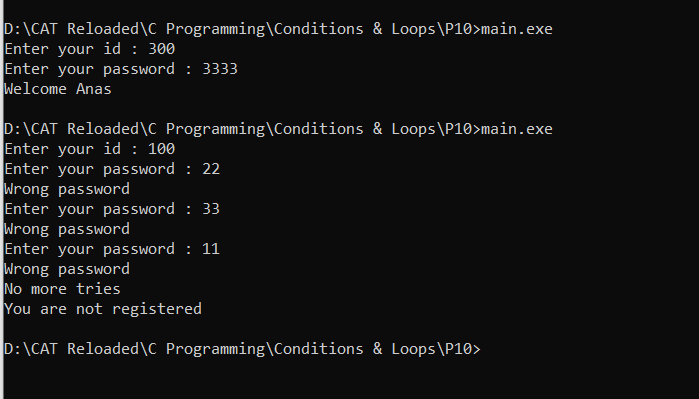 D:\CAT Reloaded\C Programming\Conditions & Loops\P10>main.exe
Enter your id : 300
Enter your password : 3333
Welcome Anas
D:\CAT Reloaded\C Programming\Conditions & Loops\P10>main.exe
Enter your id : 100
Enter your password : 22
Wrong password
Enter your password : 33
Wrong password
Enter your password : 11
Wrong password
No more tries
You are not registered
D:\CAT Reloaded\C Programming\Conditions & Loops\P10>